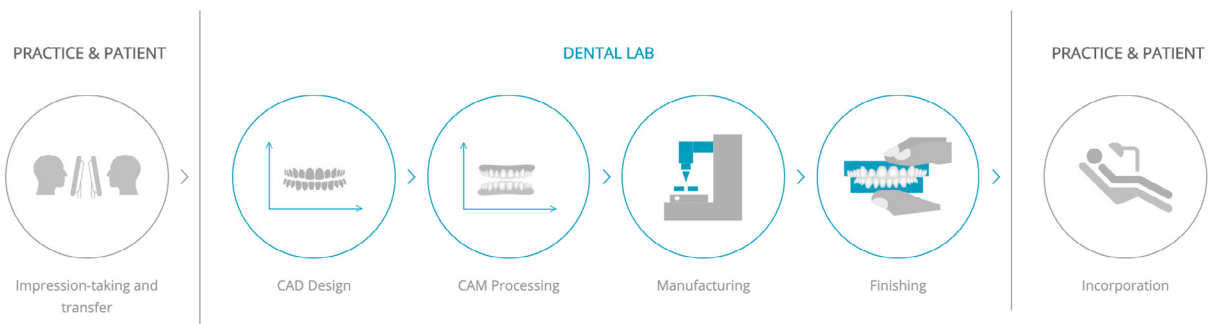 PRACTICE & PATIENT
DENTAL LAB
PRACTICE & PATIENT
Impression-taking and
transfer
CAD Design
CAM Processing
Manufacturing
Finishing
Incorporation